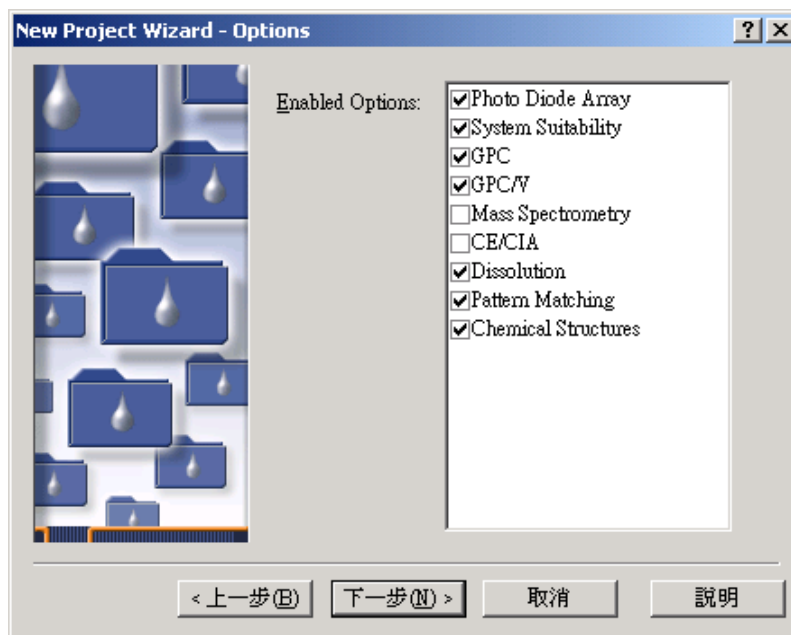 New Project Wizard - Options
Enabled Options:
Photo Diode Array
System Suitability
GPC
GPC/V
Mass Spectrometry
CE/CIA
Dissolution
Pattern Matching
Chemical Structures
< 上一步(B)
下一步(N) >
取消
說明